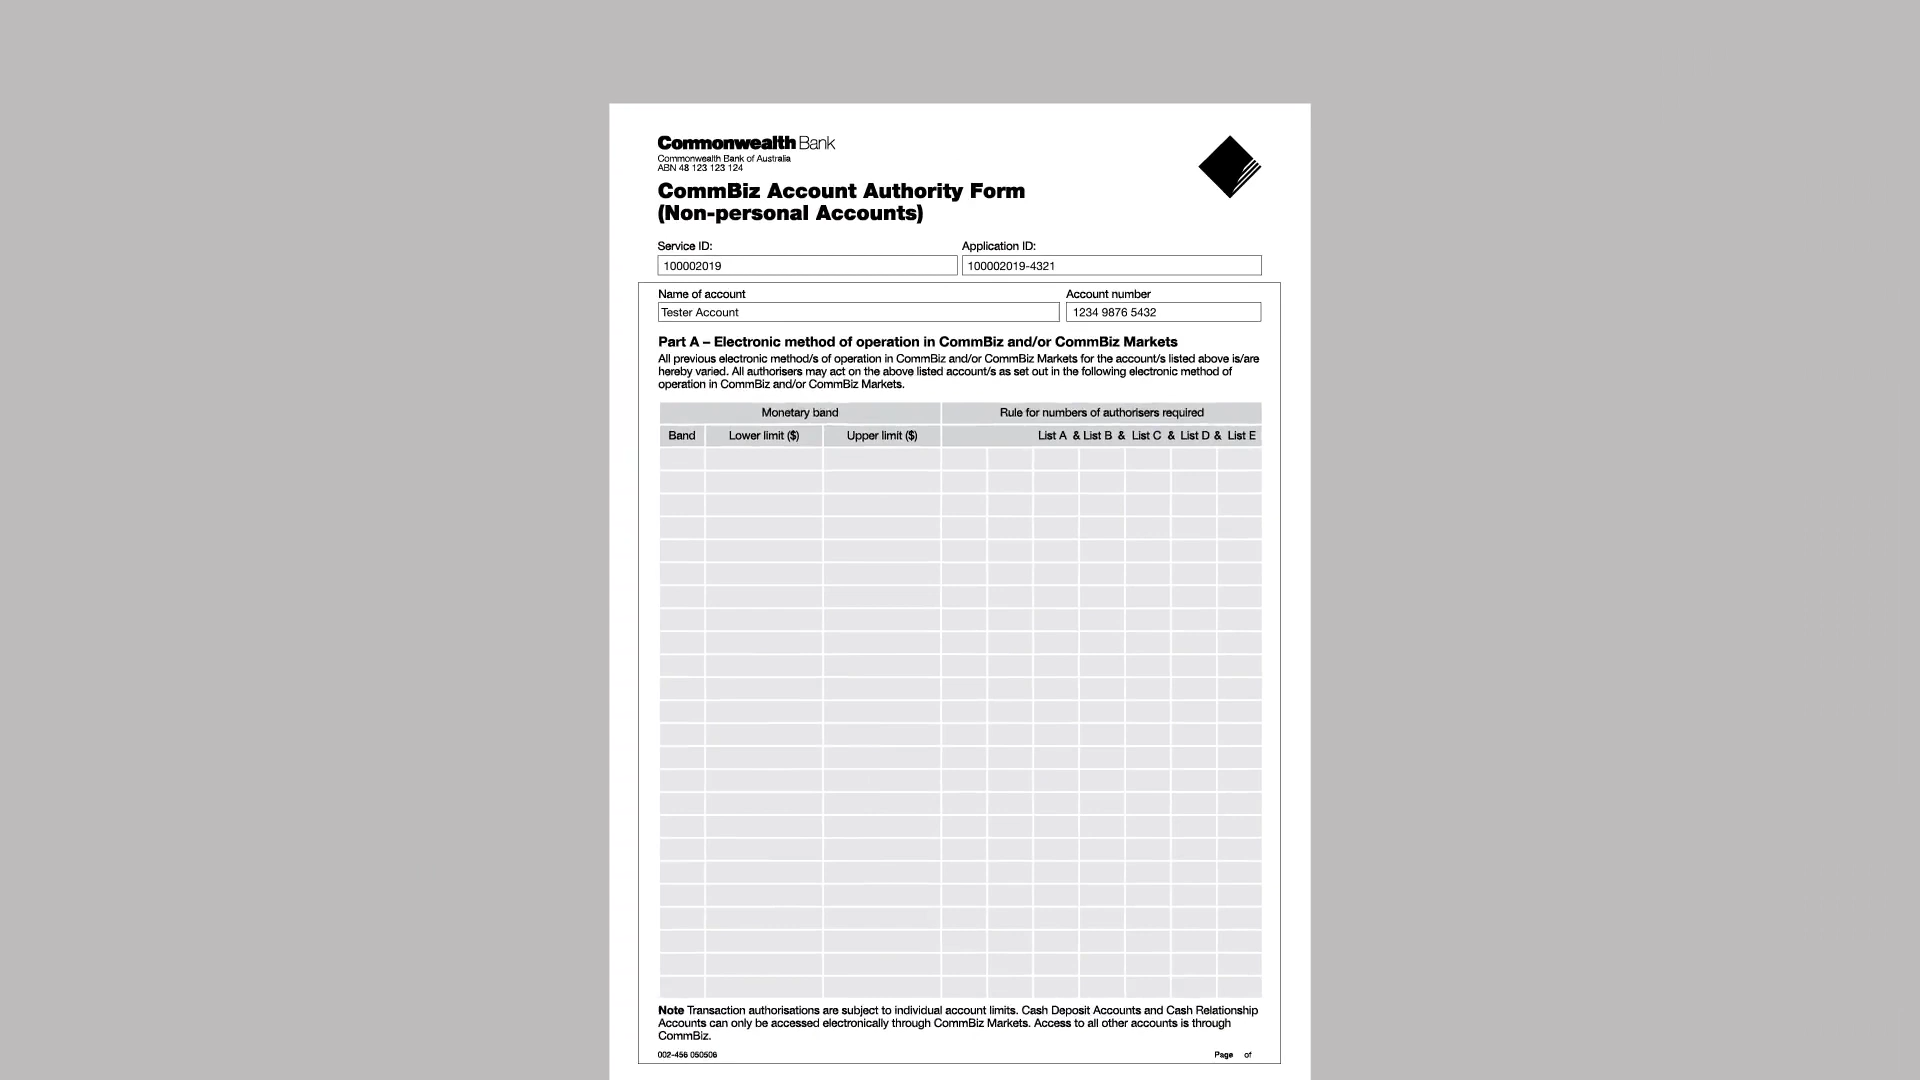 Commonwealth Bank
Commonwealth Bank of Australia
ABN 48 123 123 124
CommBiz Account Authority Form
(Non-personal Accounts)
Service ID: Application ID:
100002019 100002019-4321
Name of account Account number
Tester Account 1234 9876 5432
Part A – Electronic method of operation in CommBiz and/or CommBiz Markets
All previous electronic method/s of operation in CommBiz and/or CommBiz Markets for the account/s listed above is/are
hereby varied. All authorisers may act on the above listed account/s as set out in the following electronic method of
operation in CommBiz and/or CommBiz Markets.
Monetary band Rule for numbers of authorisers required
Band Lower limit ($) Upper limit ($) List A & List B & List C & List D & List E
Note Transaction authorisations are subject to individual account limits. Cash Deposit Accounts and Cash Relationship
Accounts can only be accessed electronically through CommBiz Markets. Access to all other accounts is through
CommBiz.
002-456 050506 Page of